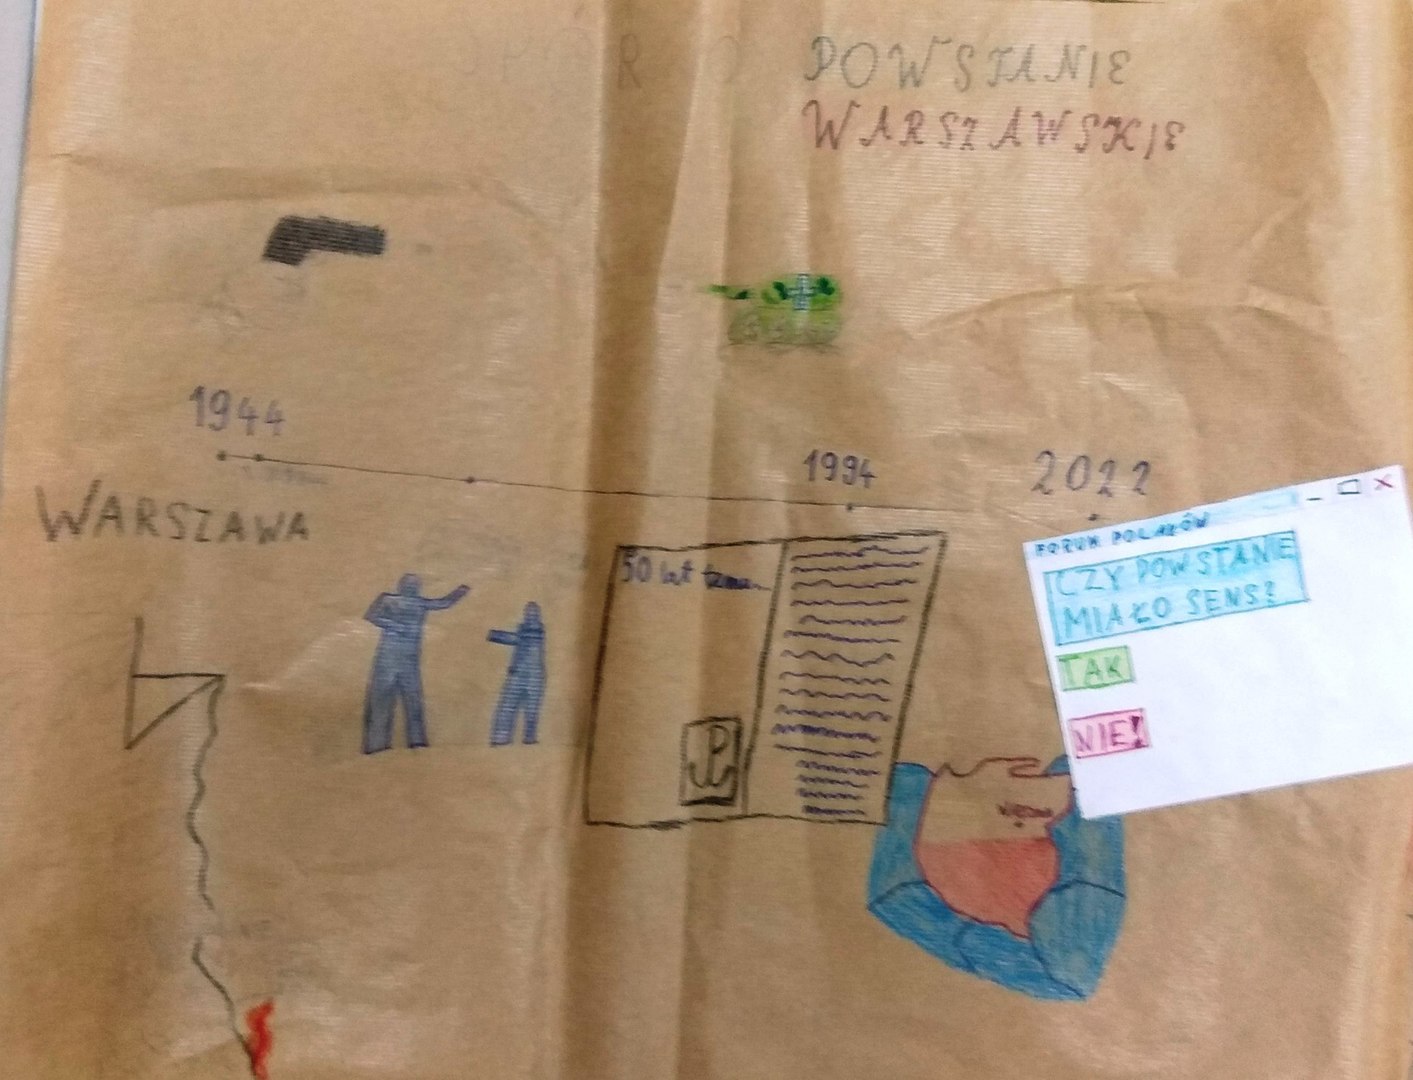 POWSTANIE
WARSZAWSKIE
1944
1994
2022
WARSZAWA
50 lat temu...
FORUM POLAKÓW
CZY POWSTANIE
MIAŁO SENS?
TAK
NIE!